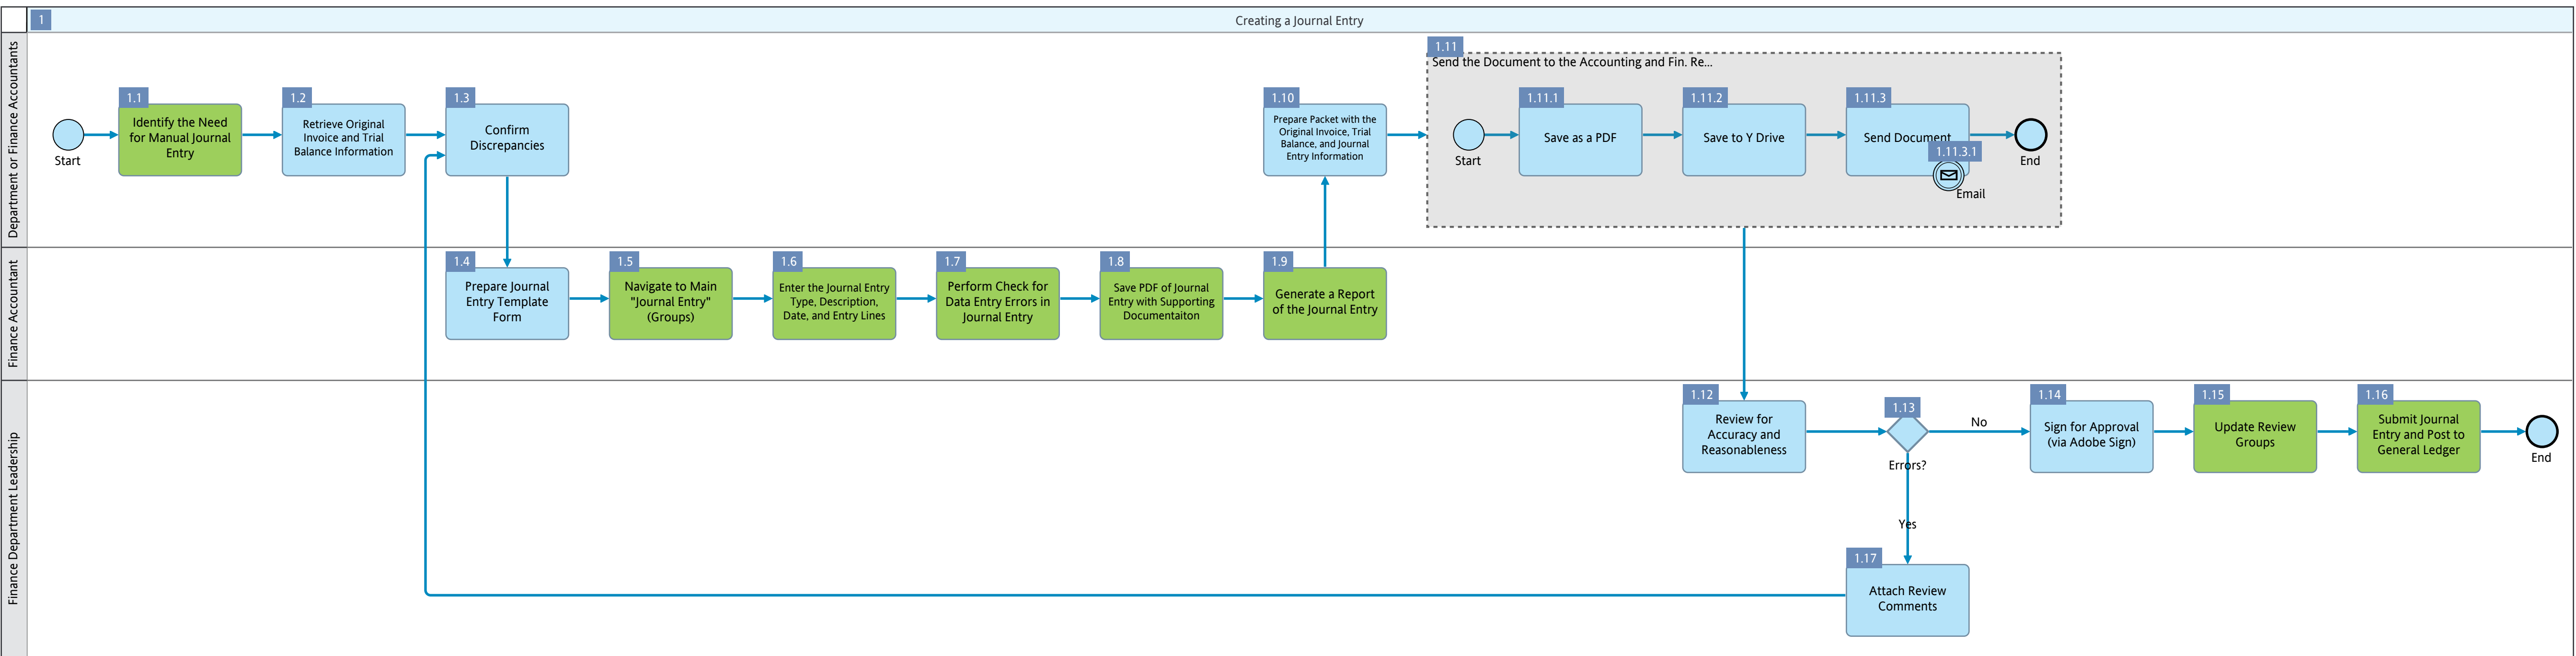 1
Creating a Journal Entry
Department or Finance Accountants
Start
1.1
Identify the Need
for Manual Journal
Entry
1.2
Retrieve Original
Invoice and Trial
Balance Information
1.3
Confirm
Discrepancies
1.10
Prepare Packet with the
Original Invoice, Trial
Balance, and Journal
Entry Information
1.11
Send the Document to the Accounting and Fin. Re...
Start
1.11.1
Save as a PDF
1.11.2
Save to Y Drive
1.11.3
Send Document
1.11.3.1
Email
End
Finance Accountant
1.4
Prepare Journal
Entry Template
Form
1.5
Navigate to Main
"Journal Entry"
(Groups)
1.6
Enter the Journal Entry
Type, Description,
Date, and Entry Lines
1.7
Perform Check for
Data Entry Errors in
Journal Entry
1.8
Save PDF of Journal
Entry with Supporting
Documentaiton
1.9
Generate a Report
of the Journal Entry
Finance Department Leadership
1.12
Review for
Accuracy and
Reasonableness
1.13
Errors?
No
Yes
1.14
Sign for Approval
(via Adobe Sign)
1.15
Update Review
Groups
1.16
Submit Journal
Entry and Post to
General Ledger
End
1.17
Attach Review
Comments